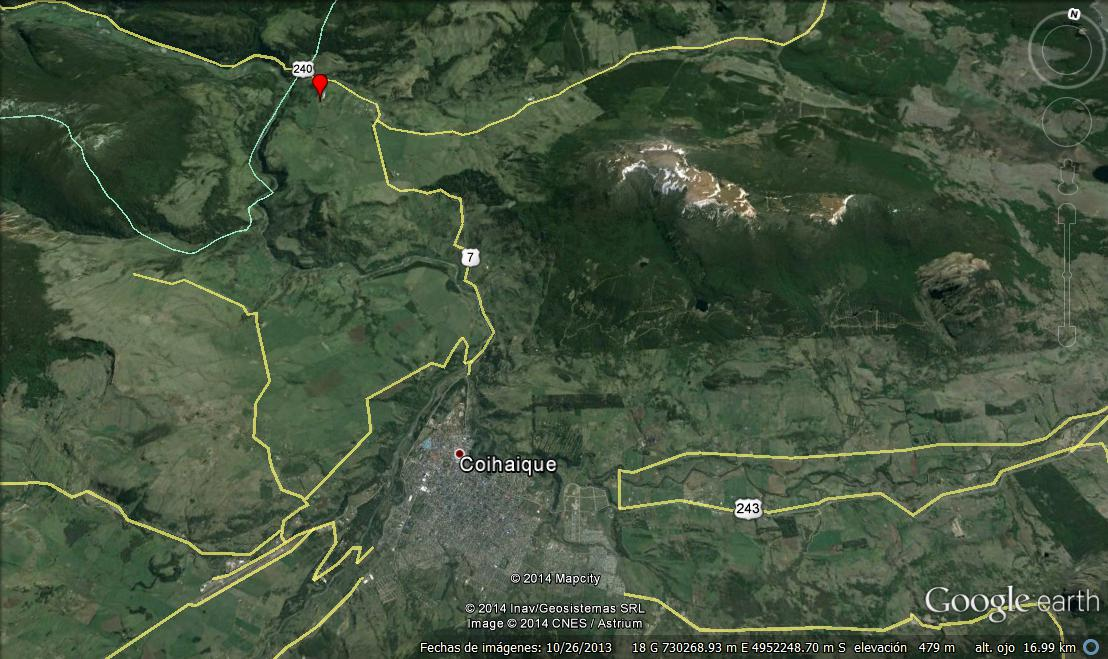 N
240
7
Coihaique
243
© 2014 Mapcity
© 2014 Inav/Geosistemas SRL
Image © 2014 CNES / Astrium
Google earth
Fechas de imágenes: 10/26/2013 18 G 730268.93 m E 4952248.70 m S elevación 479 m alt. ojo 16.99 km